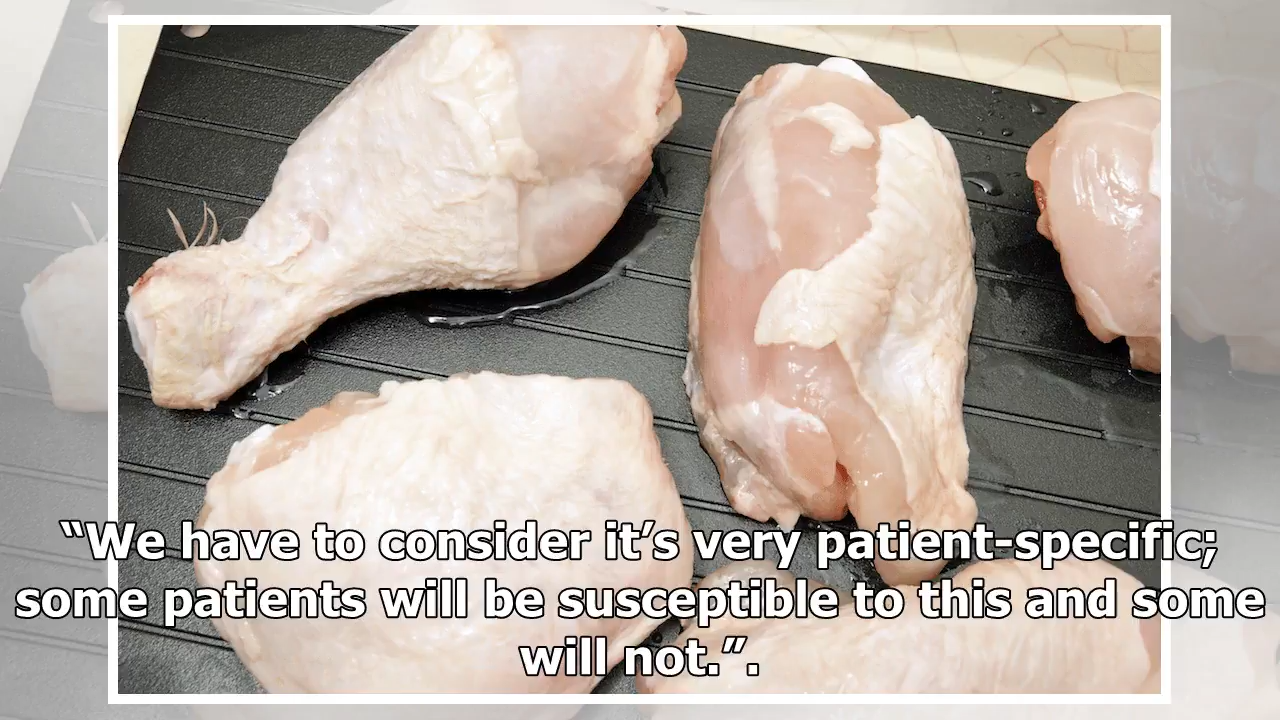 “We have to consider it’s very patient-specific;
some patients will be susceptible to this and some
will not.”.